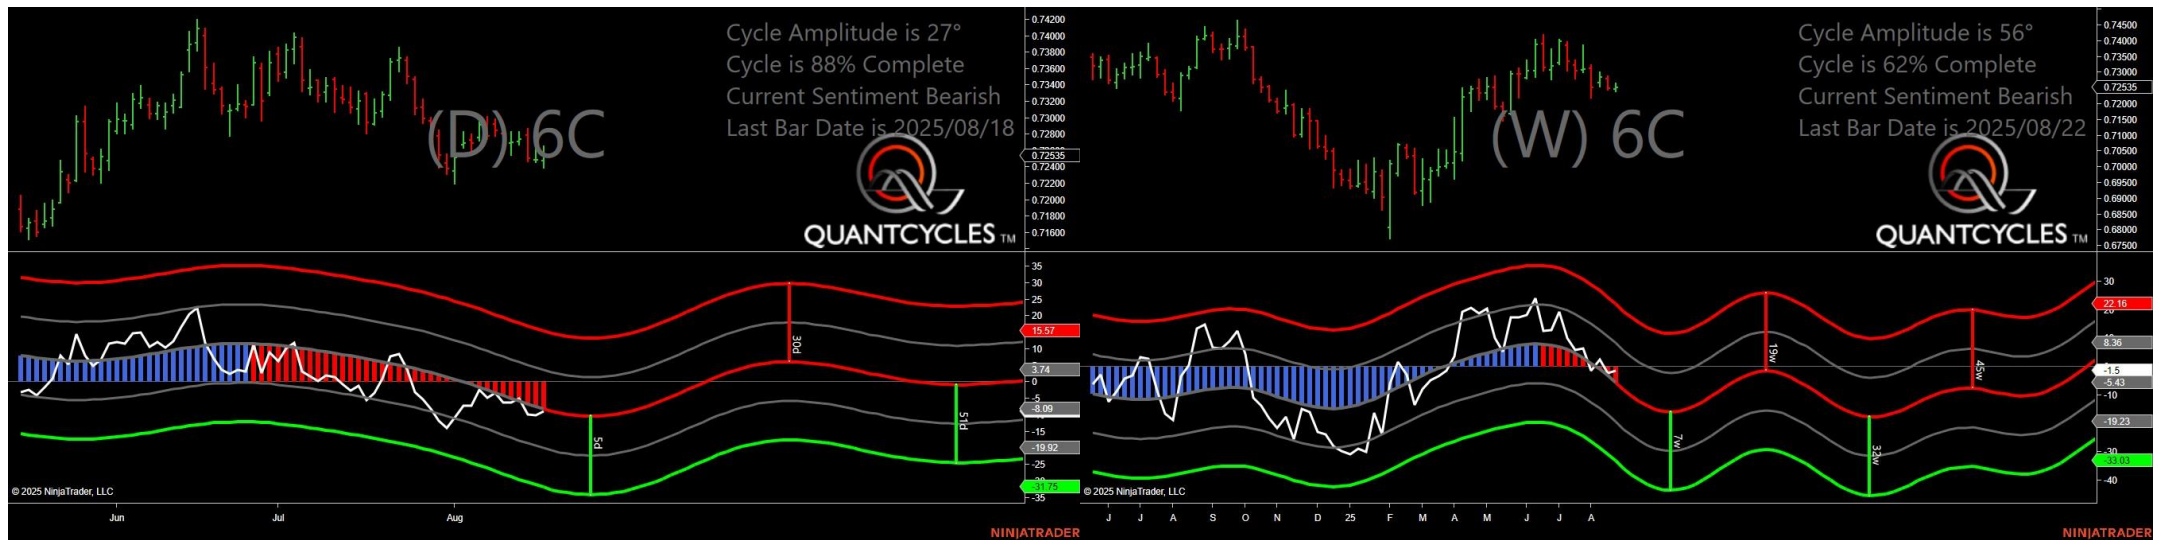 Cycle Amplitude is 27°
Cycle is 88% Complete
Current Sentiment Bearish
Last Bar Date is 2025/08/18
(D) 6C
QUANTCYCLES TM
0.74200
0.74000
0.73800
0.73600
0.73400
0.73200
0.73000
0.72800
0.72535
0.72400
0.72200
0.72000
0.71800
0.71600
35
30
25
20
15.57
10
3.74
0
-5
-8.09
-15
-19.92
-25
-31.75
-35
5d
30d
51d
© 2025 NinjaTrader, LLC
Jun Jul Aug
NINJATRADER
Cycle Amplitude is 56°
Cycle is 62% Complete
Current Sentiment Bearish
Last Bar Date is 2025/08/22
(W) 6C
QUANTCYCLES TM
0.74500
0.74000
0.73500
0.73000
0.72535
0.72000
0.71500
0.71000
0.70500
0.70000
0.69500
0.69000
0.68500
0.68000
0.67500
30
22.16
20
8.36
-1.5
-5.43
-10
-19.23
-30
-33.03
-40
7w
19w
32w
45w
© 2025 NinjaTrader, LLC
J J A S O N D 25 F M A M J J A
NINJATRADER